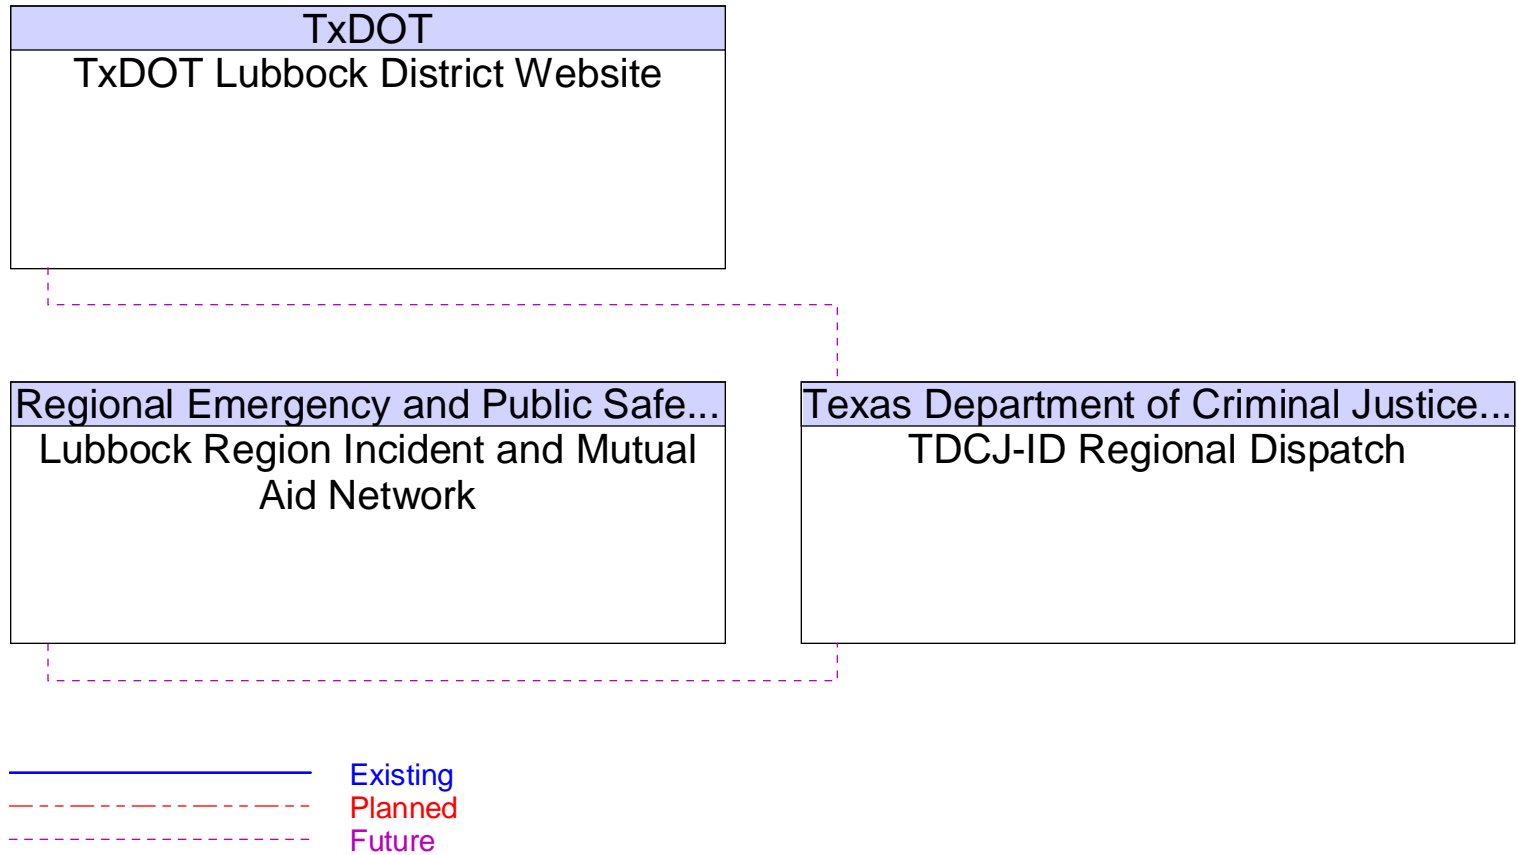 TxDOT
TxDOT Lubbock District Website
Regional Emergency and Public Safe...
Lubbock Region Incident and Mutual
Aid Network
Texas Department of Criminal Justice...
TDCJ-ID Regional Dispatch
Existing
Planned
Future